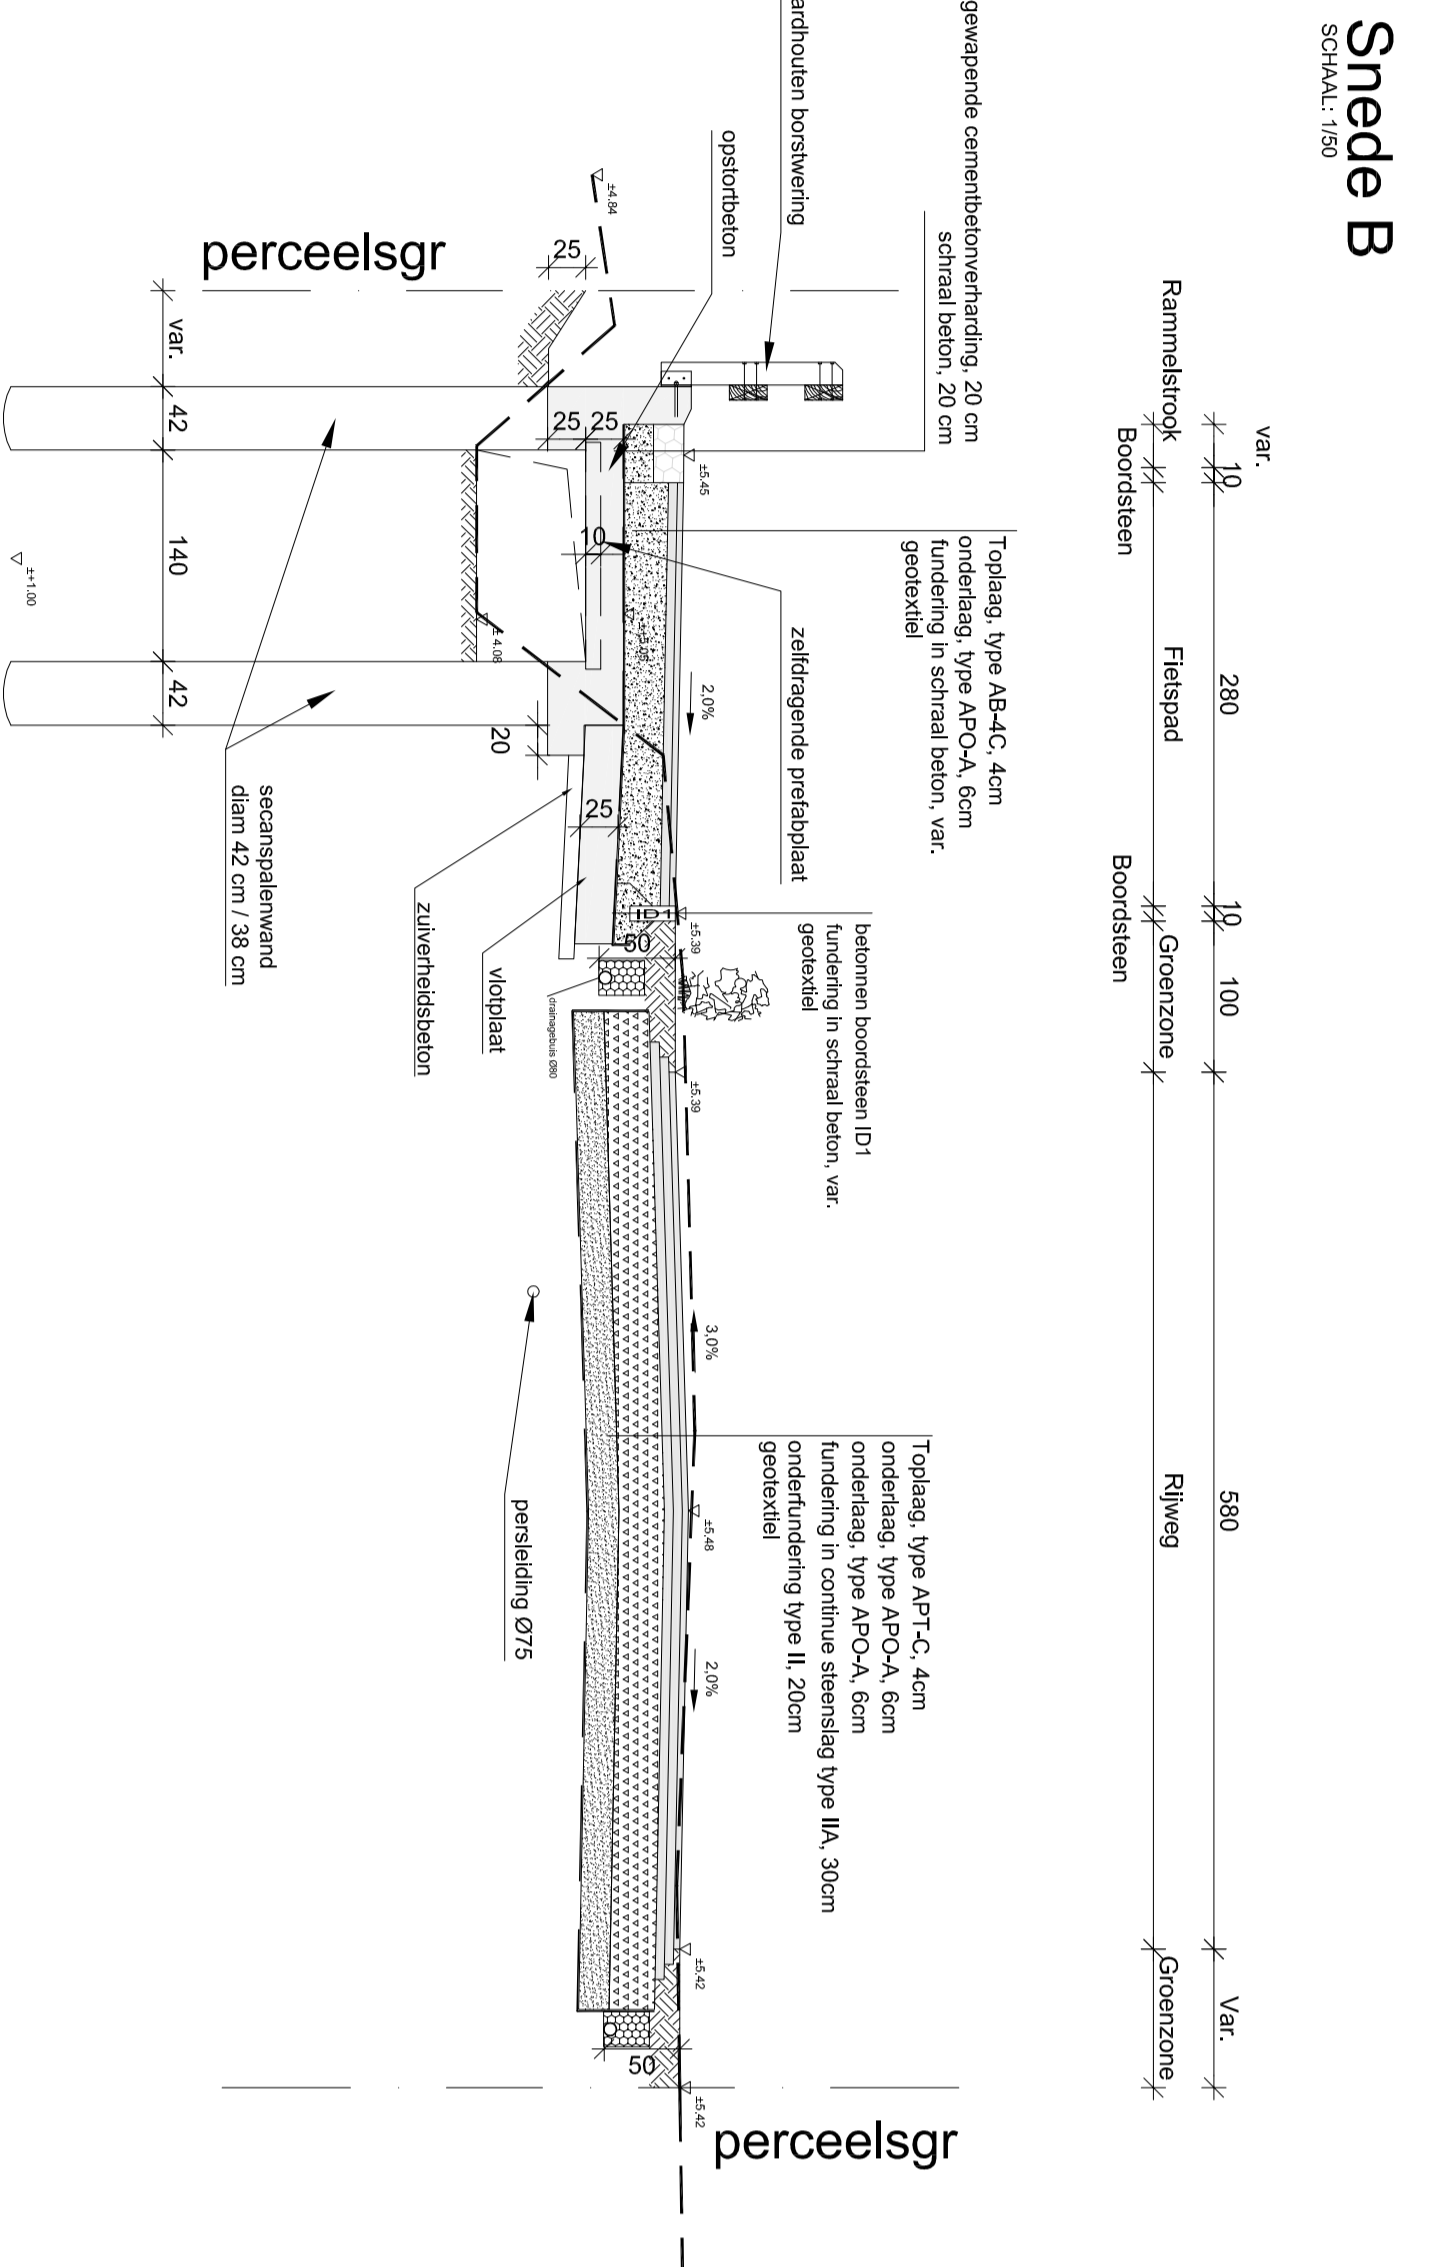 Snede B
SCHAAL: 1/50
var.
10
280
10
100
580
Var.
Rammelstrook
Boordsteen
Fietspad
Boordsteen
Groenzone
Rijweg
Groenzone
gewapende cementbetonverharding, 20 cm
schraal beton, 20 cm
Toplaag, type AB-4C, 4cm
onderlaag, type APO-A, 6cm
fundering in schraal beton, var.
geotextiel
betonnen boordsteen ID1
fundering in schraal beton, var.
geotextiel
Toplaag, type APT-C, 4cm
onderlaag, type APO-A, 6cm
onderlaag, type APO-A, 6cm
fundering in continue steenslag type IIA, 30cm
onderfundering type II, 20cm
geotextiel
ardhouten borstwering
opstortbeton
zelfdragende prefabplaat
±4.84
±5.45
2,0%
±5.39
±5.39
3,0%
±5.48
2,0%
±5.42
±5.42
25
25
25
10
25
ID1
50
50
20
± 4.08
drainagebuis Ø80
vlotplaat
zuiverheidsbeton
persleiding Ø75
secanspalenwand
diam 42 cm / 38 cm
perceelsgr
perceelsgr
var.
42
140
42
±+1.00